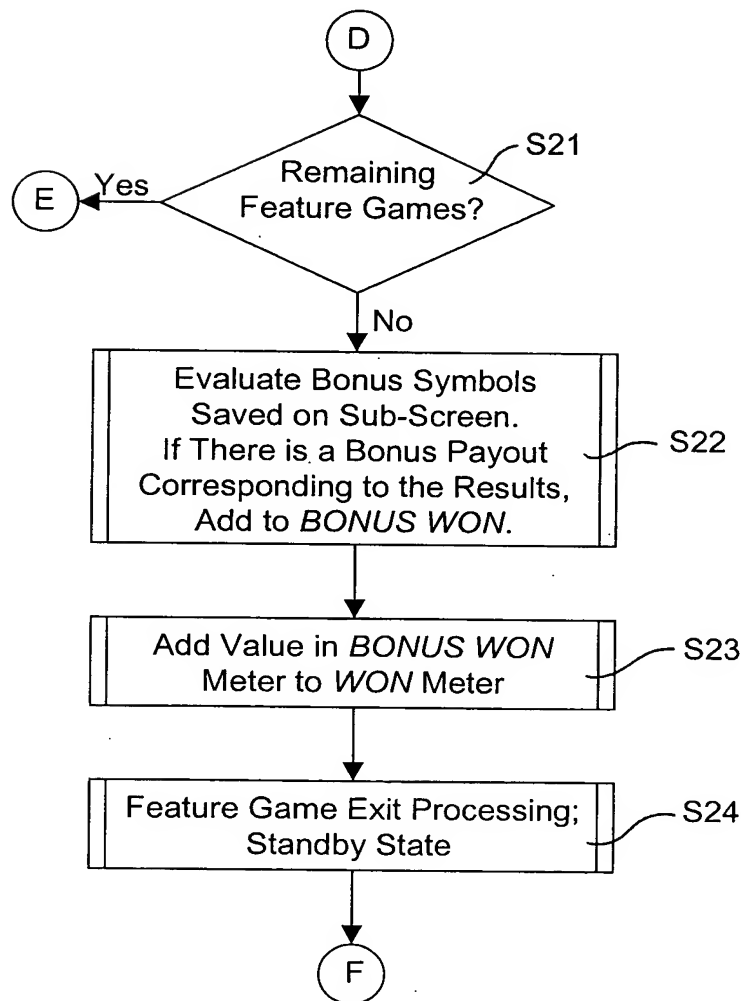 D
S21
Remaining
Feature Games?
Yes
E
No
Evaluate Bonus Symbols
Saved on Sub-Screen.
If There is a Bonus Payout
Corresponding to the Results,
Add to BONUS WON.
S22
Add Value in BONUS WON
Meter to WON Meter
S23
Feature Game Exit Processing;
Standby State
S24
F